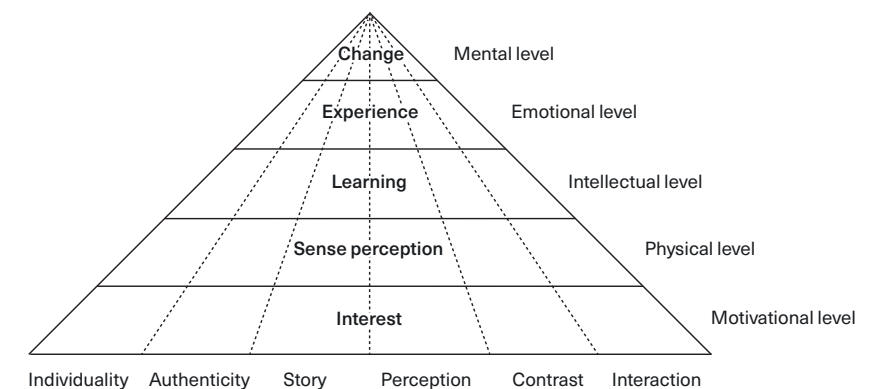 Change
Mental level
Experience
Emotional level
Learning
Intellectual level
Sense perception
Physical level
Interest
Motivational level
Individuality Authenticity Story Perception Contrast Interaction